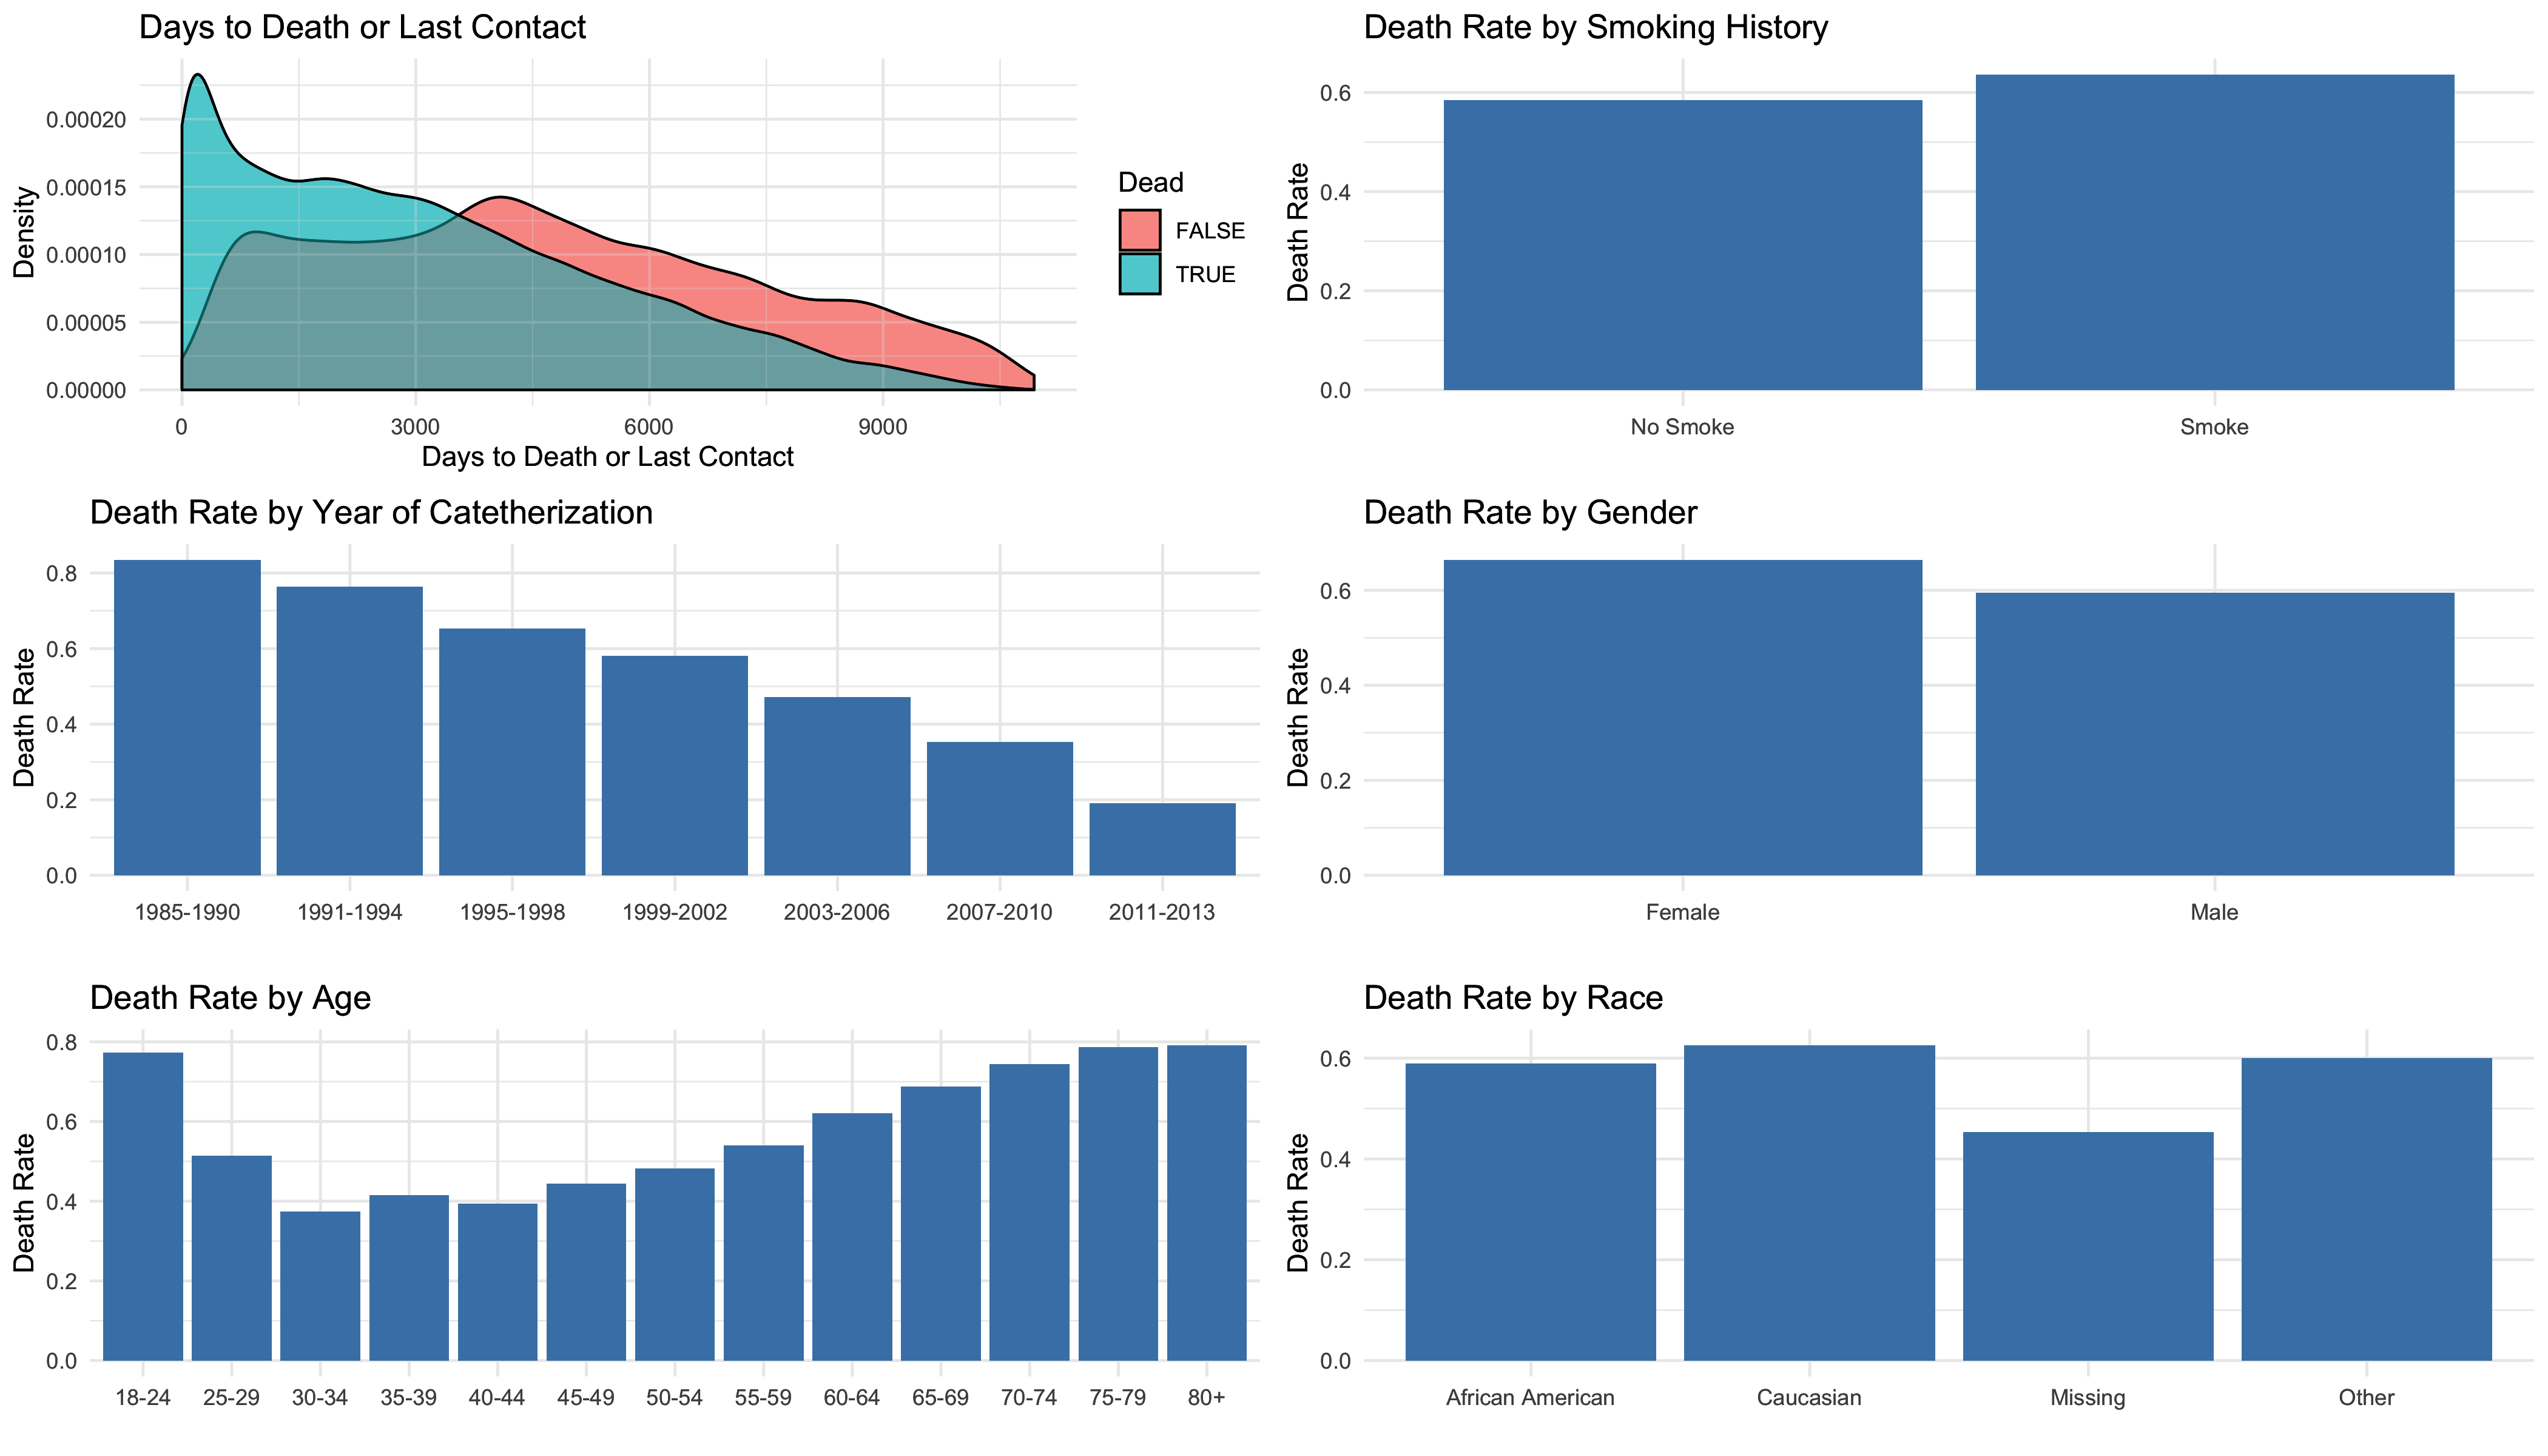 Days to Death or Last Contact
Density
0.00020
0.00015
0.00010
0.00005
0.00000
0 3000 6000 9000
Days to Death or Last Contact
Dead
FALSE
TRUE
Death Rate by Smoking History
Death Rate
0.6
0.4
0.2
0.0
No Smoke Smoke
Death Rate by Year of Catetherization
Death Rate
0.8
0.6
0.4
0.2
0.0
1985-1990 1991-1994 1995-1998 1999-2002 2003-2006 2007-2010 2011-2013
Death Rate by Gender
Death Rate
0.6
0.4
0.2
0.0
Female Male
Death Rate by Age
Death Rate
0.8
0.6
0.4
0.2
0.0
18-24 25-29 30-34 35-39 40-44 45-49 50-54 55-59 60-64 65-69 70-74 75-79 80+
Death Rate by Race
Death Rate
0.6
0.4
0.2
0.0
African American Caucasian Missing Other